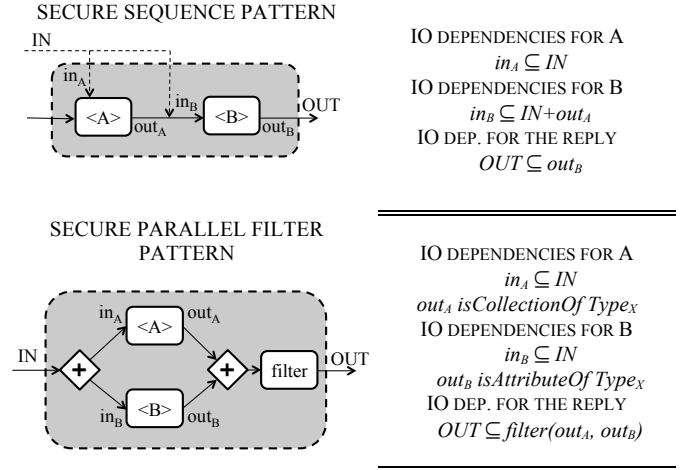 SECURE SEQUENCE PATTERN
IN
in_A
in_B
OUT
<A>
<B>
out_A
out_B
IO DEPENDENCIES FOR A
in_A ⊆ IN
IO DEPENDENCIES FOR B
in_B ⊆ IN+out_A
IO DEP. FOR THE REPLY
OUT ⊆ out_B
SECURE PARALLEL FILTER
PATTERN
in_A
out_A
<A>
IN
+
+
filter
OUT
<B>
in_B
out_B
IO DEPENDENCIES FOR A
in_A ⊆ IN
out_A isCollectionOf Type_X
IO DEPENDENCIES FOR B
in_B ⊆ IN
out_B isAttributeOf Type_X
IO DEP. FOR THE REPLY
OUT ⊆ filter(out_A, out_B)